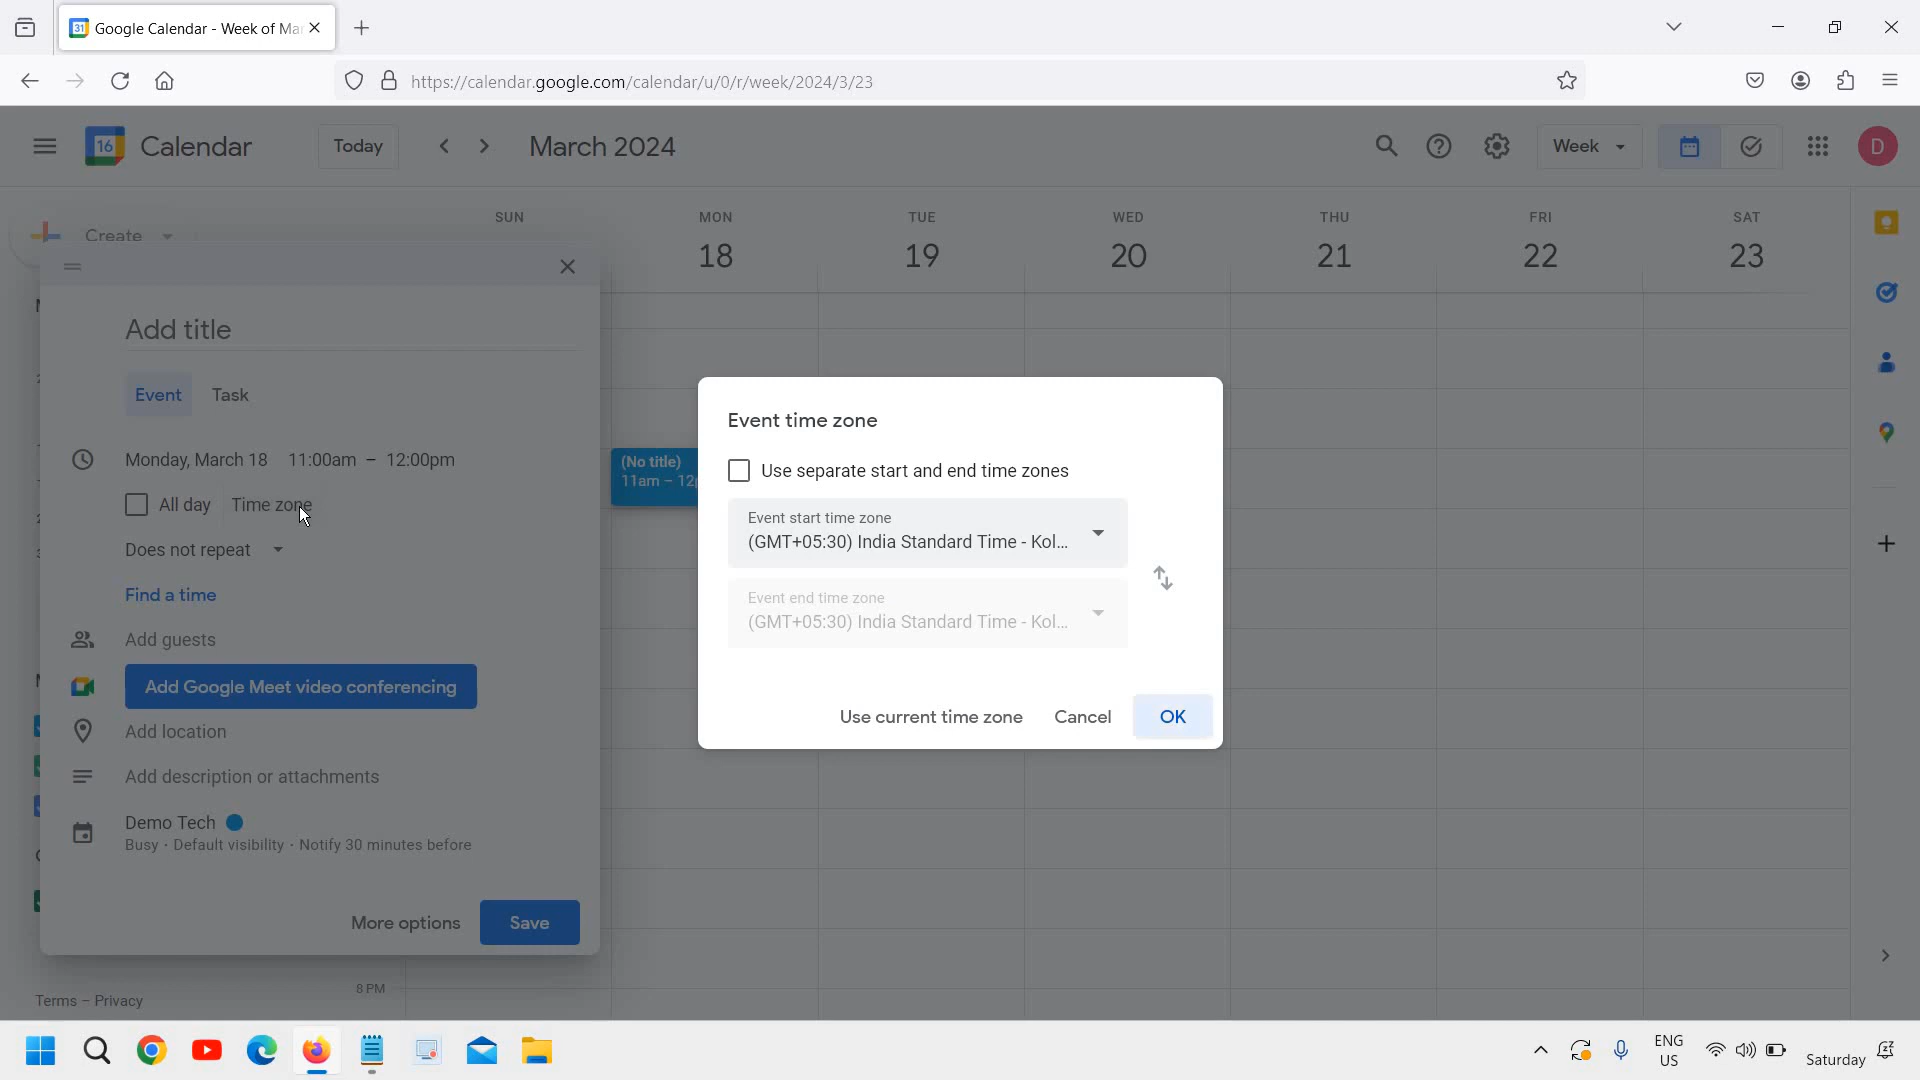 Google Calendar - Week of Mar
https://calendar.google.com/calendar/u/0/r/week/2024/3/23
16
Calendar
Today
March 2024
Week
D
Create
SUN
MON
18
TUE
19
WED
20
THU
21
FRI
22
SAT
23
Add title
Event
Task
Monday, March 18 11:00am – 12:00pm
All day
Time zone
Does not repeat
Find a time
Add guests
Add Google Meet video conferencing
Add location
Add description or attachments
Demo Tech
Busy · Default visibility · Notify 30 minutes before
More options
Save
(No title)
11am – 12p
Event time zone
Use separate start and end time zones
Event start time zone
(GMT+05:30) India Standard Time - Kol...
Event end time zone
(GMT+05:30) India Standard Time - Kol...
Use current time zone
Cancel
OK
8 PM
Terms – Privacy
ENG
US
Saturday